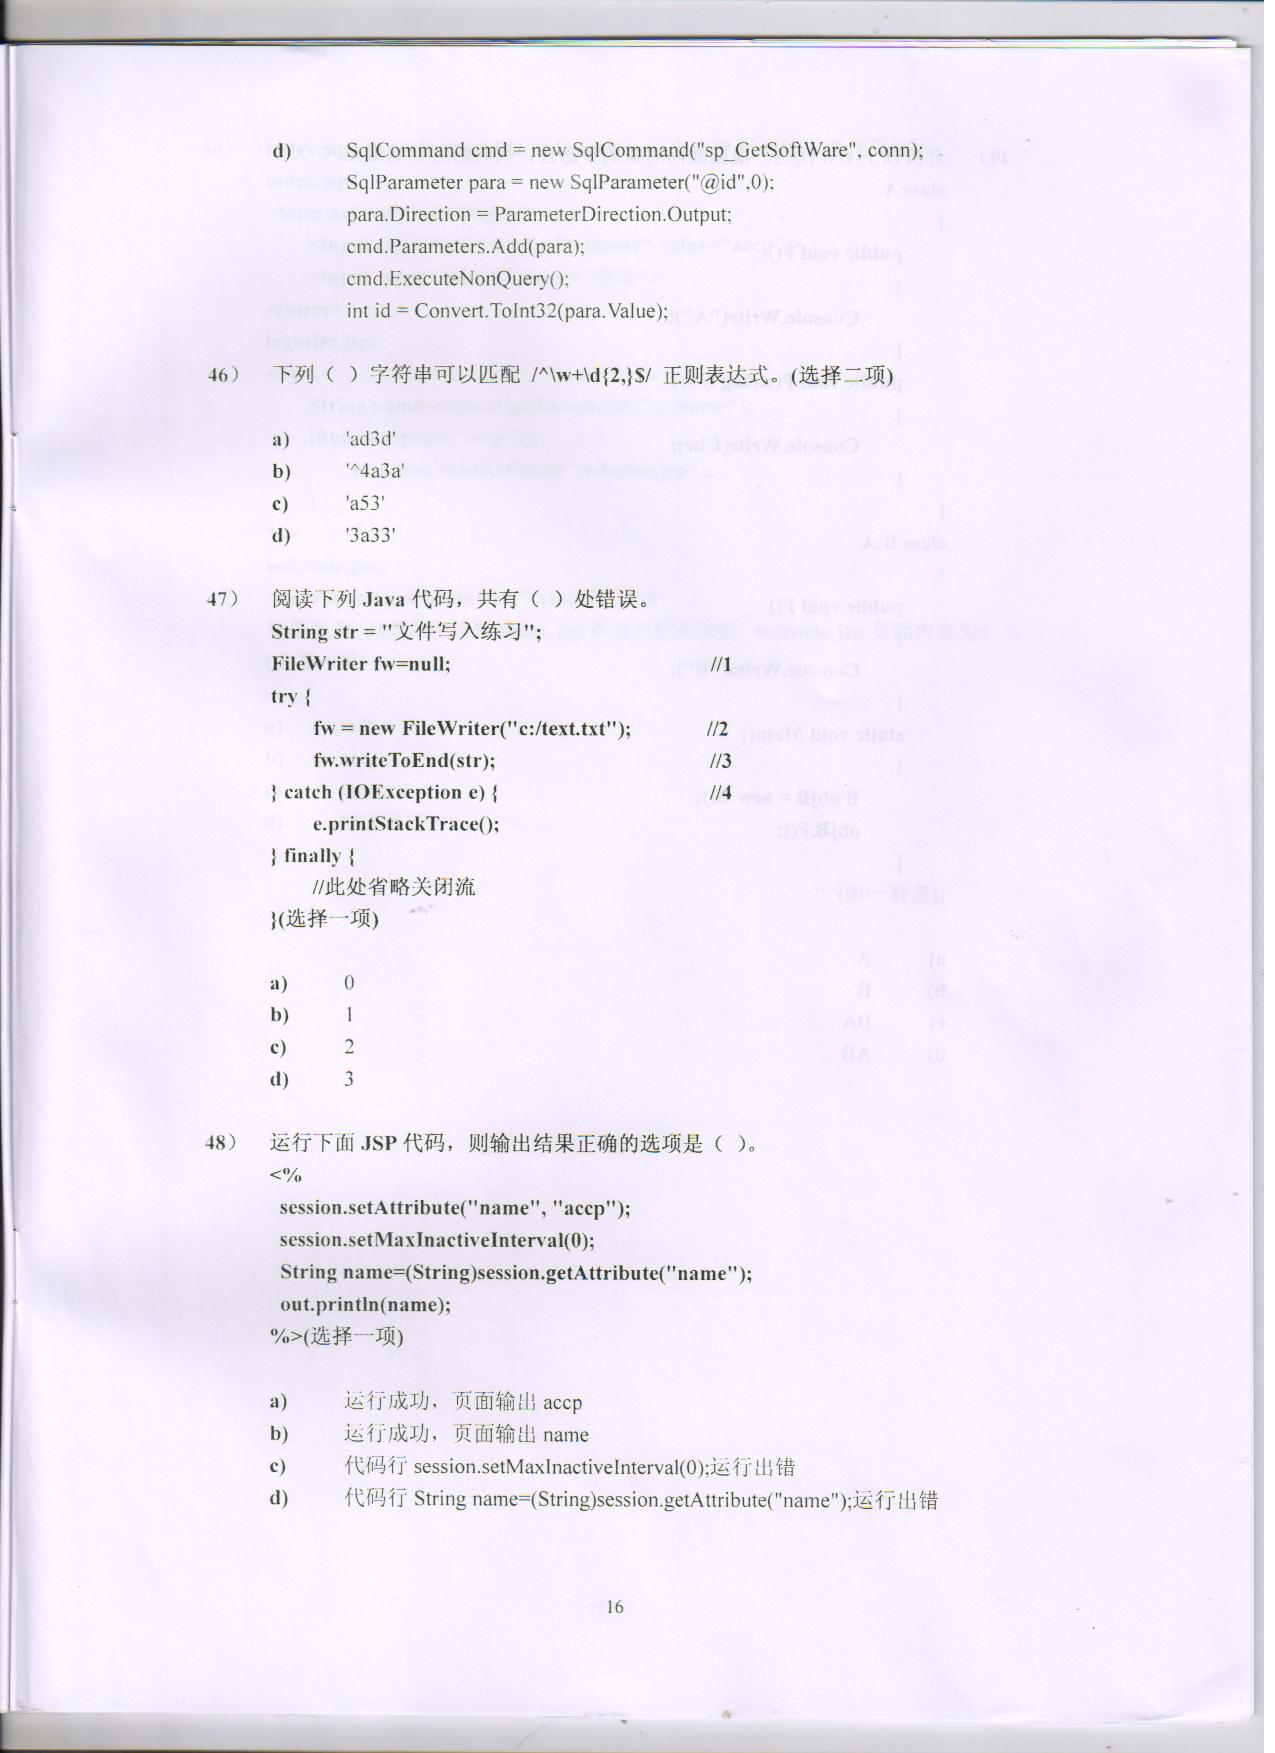 d) SqlCommand cmd = new SqlCommand("sp_GetSoftWare", conn);
SqlParameter para = new SqlParameter("@id",0);
para.Direction = ParameterDirection.Output;
cmd.Parameters.Add(para);
cmd.ExecuteNonQuery();
int id = Convert.ToInt32(para.Value);
46） 下列（ ）字符串可以匹配 /^\w+\d{2,}$/ 正则表达式。(选择二项)
a) 'ad3d'
b) '^4a3a'
c) 'a53'
d) '3a33'
47） 阅读下列 Java 代码，共有（ ）处错误。
String str = "文件写入练习";
FileWriter fw=null; //1
try {
fw = new FileWriter("c:/text.txt"); //2
fw.writeToEnd(str); //3
} catch (IOException e) { //4
e.printStackTrace();
} finally {
//此处省略关闭流
}(选择一项)
a) 0
b) 1
c) 2
d) 3
48） 运行下面 JSP 代码，则输出结果正确的选项是（ ）。
<%
session.setAttribute("name", "accp");
session.setMaxInactiveInterval(0);
String name=(String)session.getAttribute("name");
out.println(name);
%>(选择一项)
a) 运行成功，页面输出 accp
b) 运行成功，页面输出 name
c) 代码行 session.setMaxInactiveInterval(0);运行出错
d) 代码行 String name=(String)session.getAttribute("name");运行出错
16